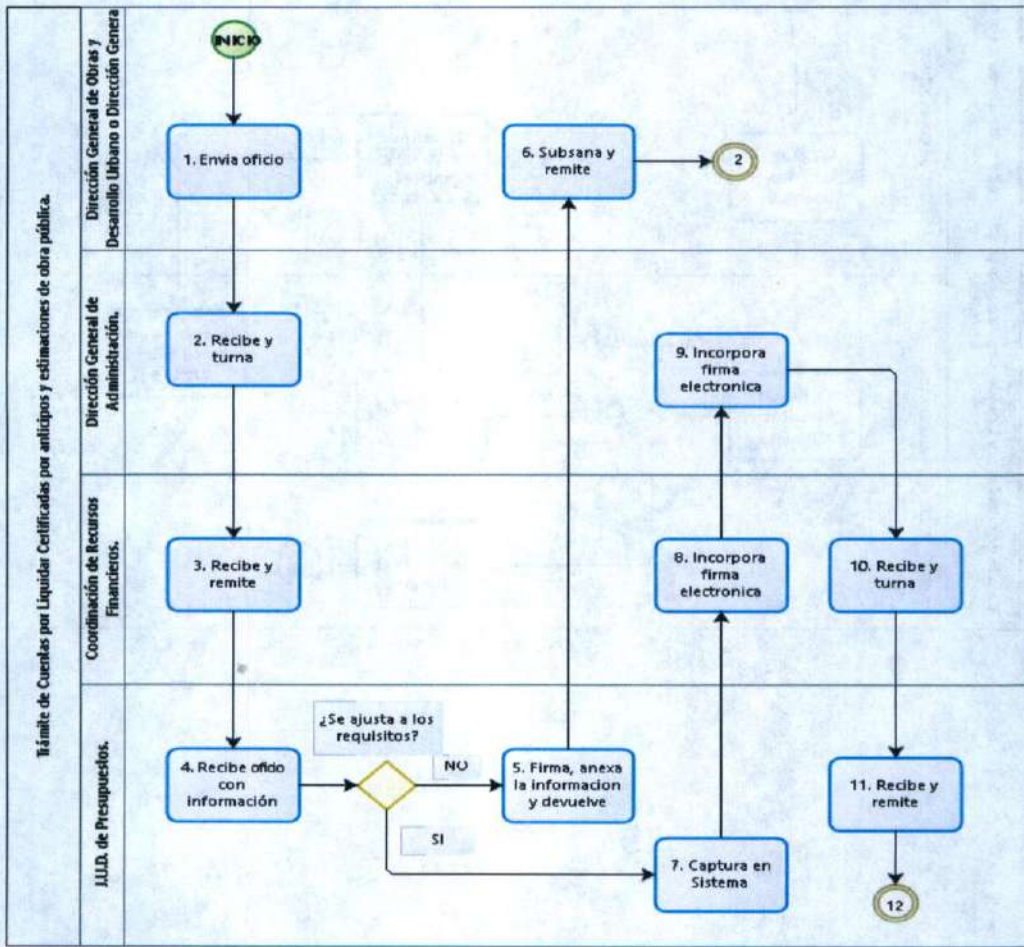 Trámite de Cuentas por Liquidar Certificadas por anticipos y estimaciones de obra pública.
Dirección General de Obras y
Desarrollo Urbano o Dirección Genera
INICIO
1. Envia oficio
6. Subsana y
remite
2
Dirección General de
Administración.
2. Recibe y
turna
9. Incorpora
firma
electronica
Coordinación de Recursos
Financieros.
3. Recibe y
remite
8. Incorpora
firma
electronica
10. Recibe y
turna
J.U.D. de Presupuestos.
¿Se ajusta a los
requisitos?
4. Recibe oficio
con
información
NO
5. Firma, anexa
la informacion
y devuelve
11. Recibe y
remite
SI
7. Captura en
Sistema
12